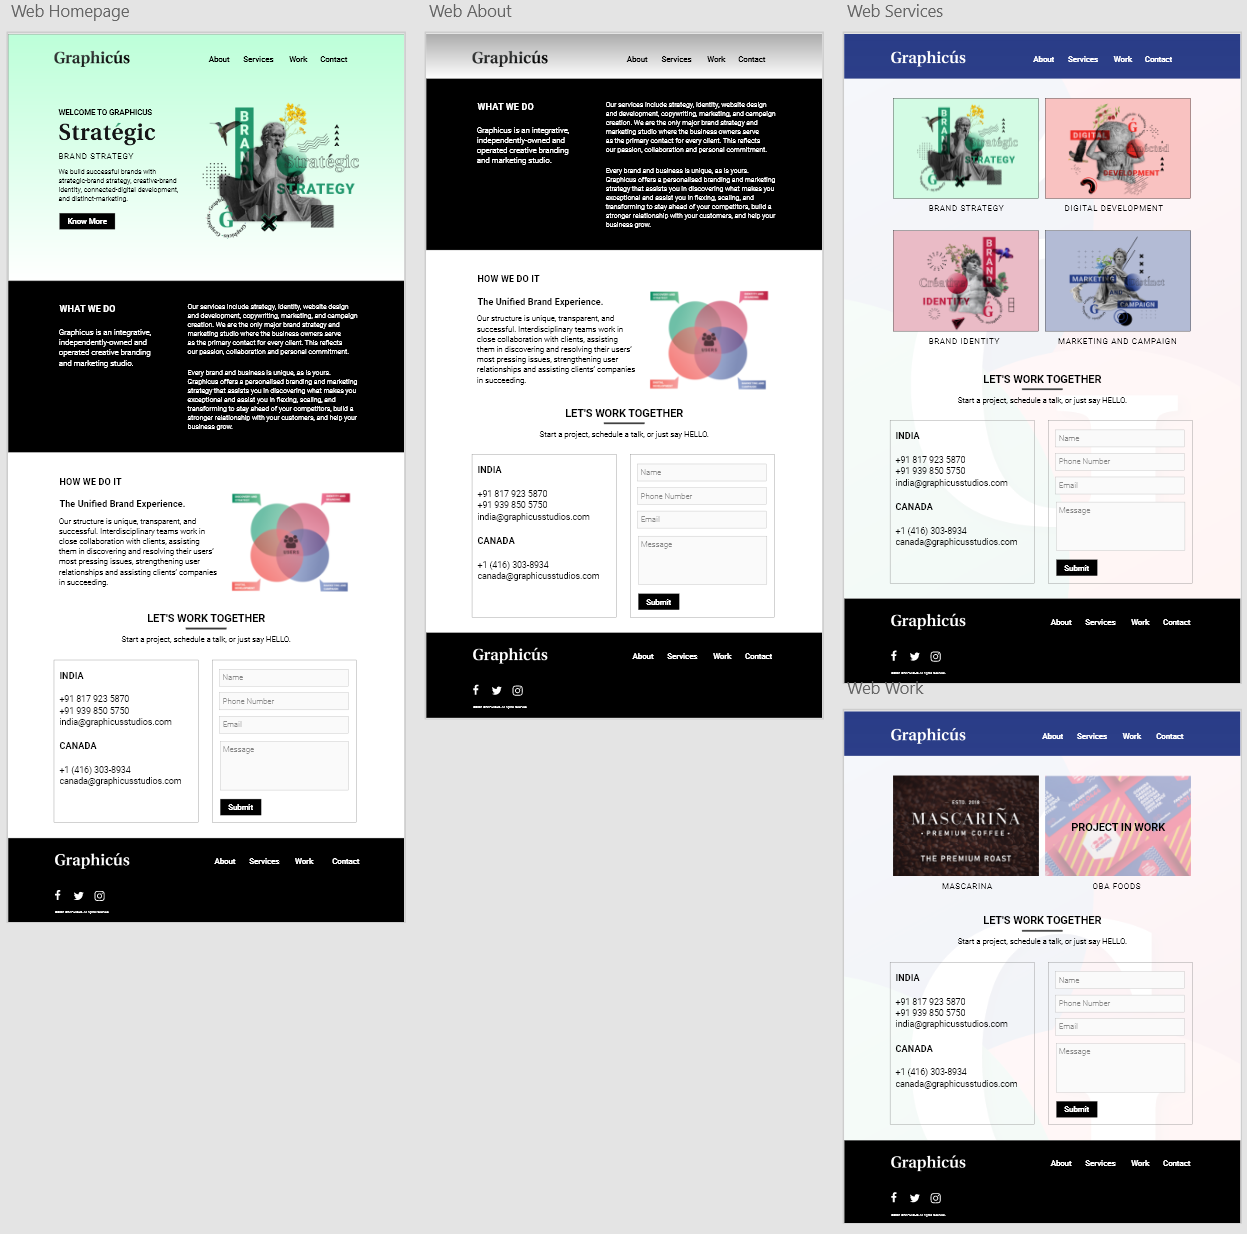 Web Homepage
Graphicús
About Services Work Contact
WELCOME TO GRAPHICUS
Stratégic
BRAND STRATEGY
We build successful brands with
strategic-brand strategy, creative-brand
identity, connected-digital development,
and distinct-marketing.
Know More
BRAND
Stratégic
STRATEGY
G
WHAT WE DO
Graphicus is an integrative,
independently-owned and
operated creative branding
and marketing studio.
Our services include strategy, identity, website design
and development, copywriting, marketing, and campaign
creation. We are the only major brand strategy and
marketing studio where the business owners serve
as the primary contact for every client. This reflects
our passion, collaboration and personal commitment.
Every brand and business is unique, as is yours.
Graphicus offers a personalised branding and marketing
strategy that assists you in discovering what makes you
exceptional and assist you in flexing, scaling, and
transforming to stay ahead of your competitors, build a
stronger relationship with your customers, and help your
business grow.
HOW WE DO IT
The Unified Brand Experience.
Our structure is unique, transparent, and
successful. Interdisciplinary teams work in
close collaboration with clients, assisting
them in discovering and resolving their users'
most pressing issues, strengthening user
relationships and assisting clients' companies
in succeeding.
USERS
LET'S WORK TOGETHER
Start a project, schedule a talk, or just say HELLO.
INDIA
+91 817 923 5870
+91 939 850 5750
india@graphicusstudios.com
CANADA
+1 (416) 303-8934
canada@graphicusstudios.com
Name
Phone Number
Email
Message
Submit
Graphicús
About Services Work Contact
Web About
Graphicús
About Services Work Contact
WHAT WE DO
Graphicus is an integrative,
independently-owned and
operated creative branding
and marketing studio.
Our services include strategy, identity, website design
and development, copywriting, marketing, and campaign
creation. We are the only major brand strategy and
marketing studio where the business owners serve
as the primary contact for every client. This reflects
our passion, collaboration and personal commitment.
Every brand and business is unique, as is yours.
Graphicus offers a personalised branding and marketing
strategy that assists you in discovering what makes you
exceptional and assist you in flexing, scaling, and
transforming to stay ahead of your competitors, build a
stronger relationship with your customers, and help your
business grow.
HOW WE DO IT
The Unified Brand Experience.
Our structure is unique, transparent, and
successful. Interdisciplinary teams work in
close collaboration with clients, assisting
them in discovering and resolving their users'
most pressing issues, strengthening user
relationships and assisting clients' companies
in succeeding.
USERS
LET'S WORK TOGETHER
Start a project, schedule a talk, or just say HELLO.
INDIA
+91 817 923 5870
+91 939 850 5750
india@graphicusstudios.com
CANADA
+1 (416) 303-8934
canada@graphicusstudios.com
Name
Phone Number
Email
Message
Submit
Graphicús
About Services Work Contact
Web Services
Graphicús
About Services Work Contact
BRAND
Stratégic
STRATEGY
G
DIGITAL
G
Connected
DEVELOPMENT
BRAND STRATEGY
DIGITAL DEVELOPMENT
BRAND
Creative
IDENTITY
G
MARKETING
Distinct
AND
CAMPAIGN
G
BRAND IDENTITY
MARKETING AND CAMPAIGN
LET'S WORK TOGETHER
Start a project, schedule a talk, or just say HELLO.
INDIA
+91 817 923 5870
+91 939 850 5750
india@graphicusstudios.com
CANADA
+1 (416) 303-8934
canada@graphicusstudios.com
Name
Phone Number
Email
Message
Submit
Graphicús
About Services Work Contact
Web Work
Graphicús
About Services Work Contact
ESTD. 2018
MASCARIÑA
PREMIUM COFFEE
THE PREMIUM ROAST
PROJECT IN WORK
MASCARINA
OBA FOODS
LET'S WORK TOGETHER
Start a project, schedule a talk, or just say HELLO.
INDIA
+91 817 923 5870
+91 939 850 5750
india@graphicusstudios.com
CANADA
+1 (416) 303-8934
canada@graphicusstudios.com
Name
Phone Number
Email
Message
Submit
Graphicús
About Services Work Contact